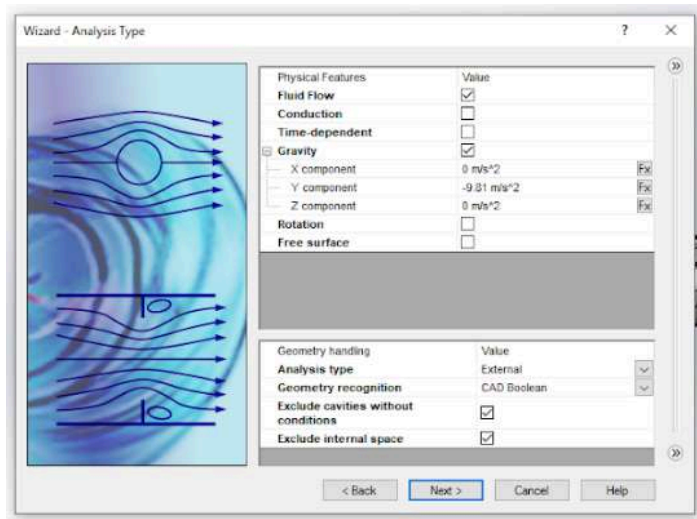 Wizard - Analysis Type ? ×
Physical Features Value
Fluid Flow
Conduction
Time-dependent
Gravity
X component 0 m/s^2 Fx
Y component -9.81 m/s^2 Fx
Z component 0 m/s^2 Fx
Rotation
Free surface
Geometry handling Value
Analysis type External
Geometry recognition CAD Boolean
Exclude cavities without
conditions
Exclude internal space
< Back Next > Cancel Help